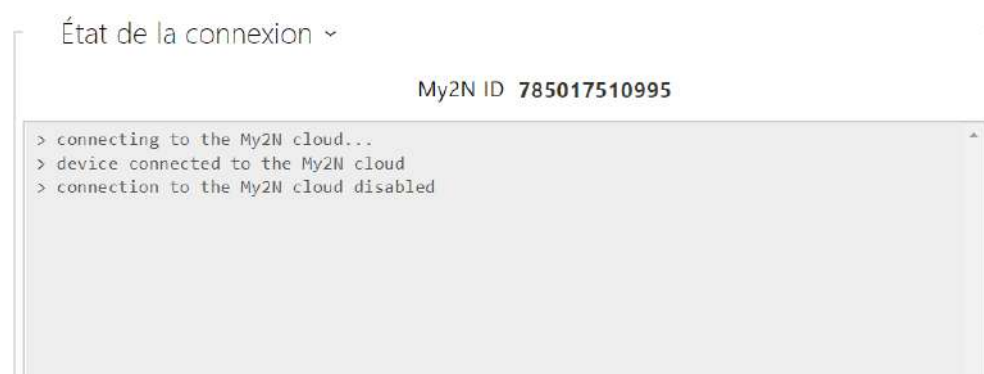 État de la connexion
My2N ID 785017510995
> connecting to the My2N cloud...
> device connected to the My2N cloud
> connection to the My2N cloud disabled